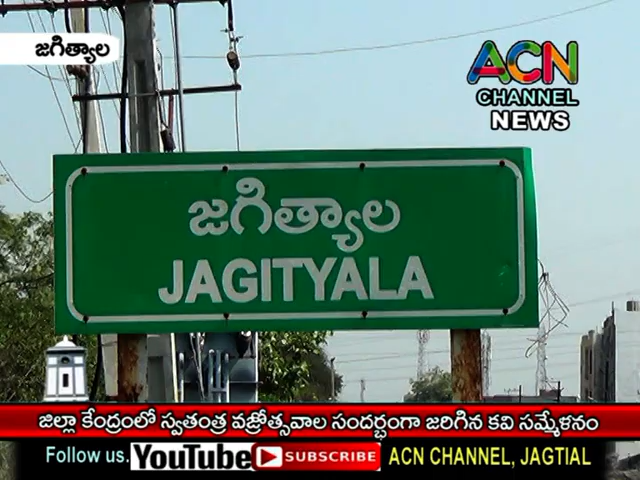 జగిత్యాల
ACN
CHANNEL
NEWS
జగిత్యాల
JAGITYALA
జిల్లా కేంద్రంలో స్వతంత్ర వజ్రోత్సవాల సందర్భంగా జరిగిన కవి సమ్మేళనం
Follow us. YouTube SUBSCRIBE ACN CHANNEL, JAGTIAL